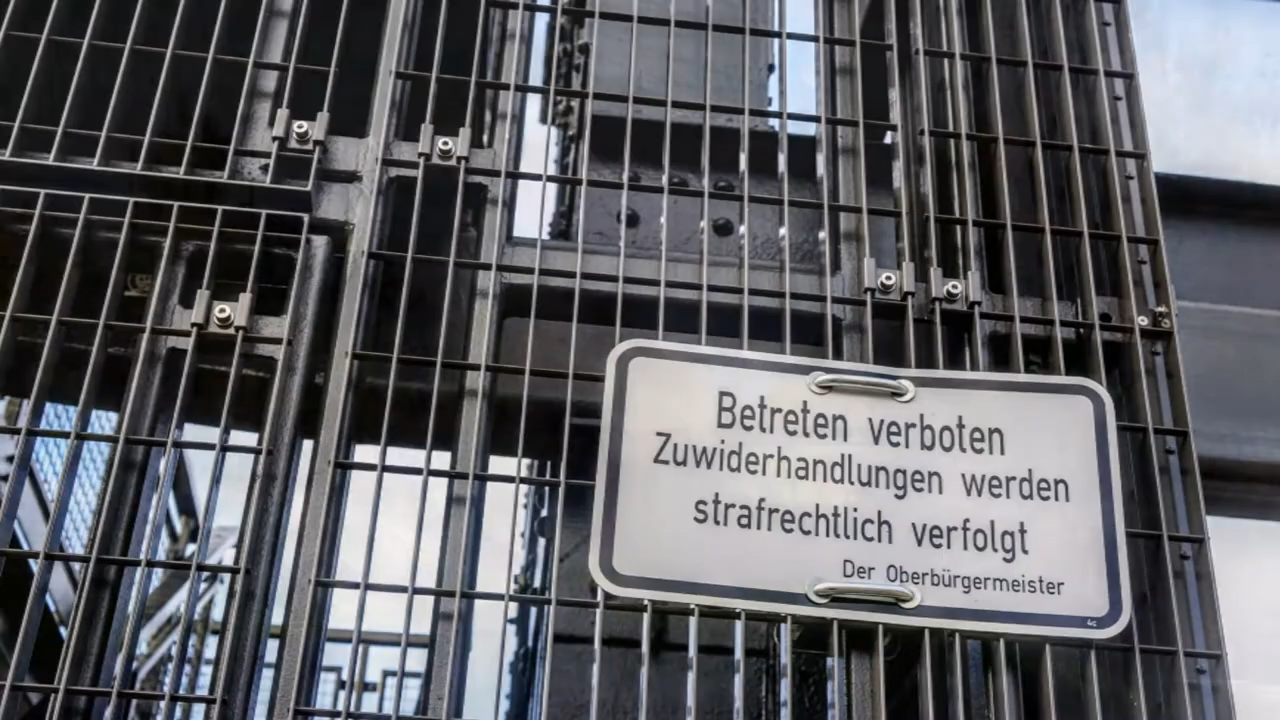 Betreten verboten
Zuwiderhandlungen werden
strafrechtlich verfolgt
Der Oberbürgermeister